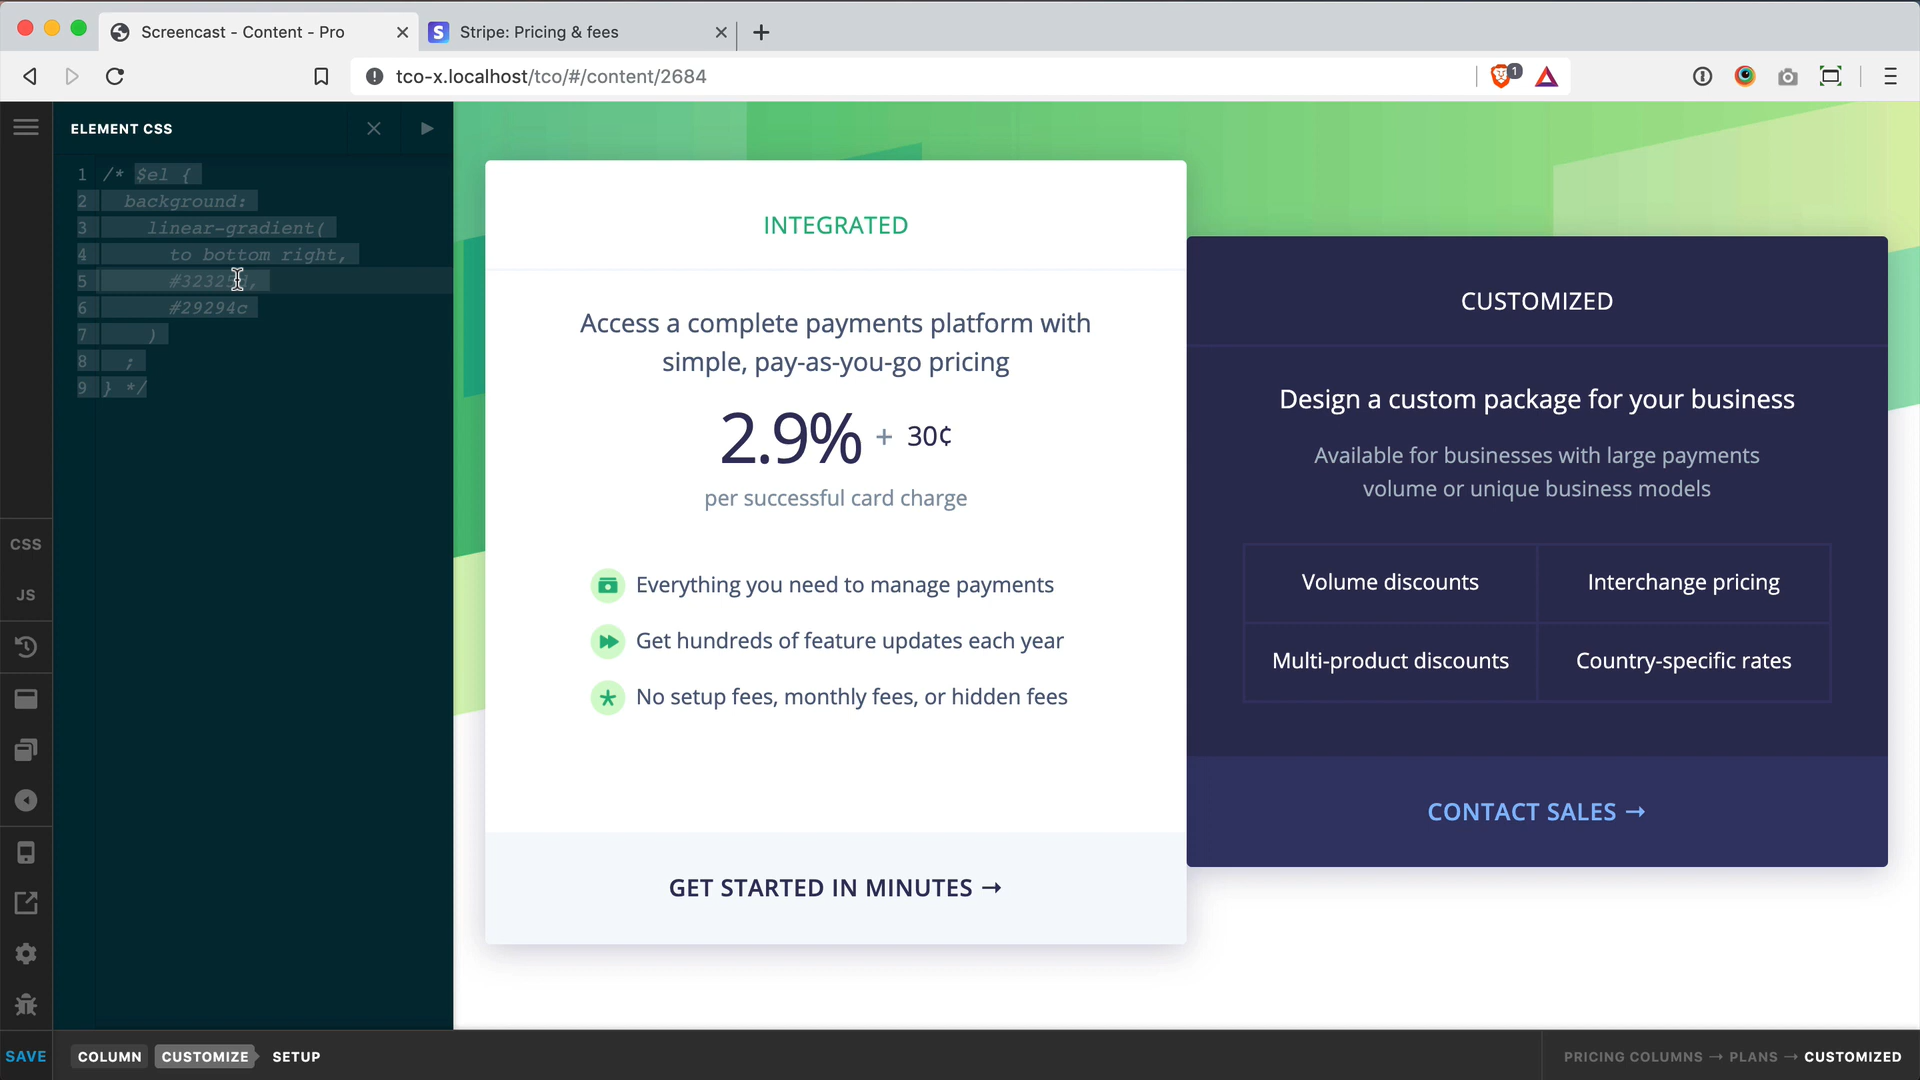 Screencast - Content - Pro
Stripe: Pricing & fees
tco-x.localhost/tco/#/content/2684
1
ELEMENT CSS
1 /* $el {
2 background:
3 linear-gradient(
4 to bottom right,
5 #32325d,
6 #29294c
7 )
8 ;
9 } */
CSS
JS
INTEGRATED
Access a complete payments platform with
simple, pay-as-you-go pricing
2.9% + 30¢
per successful card charge
Everything you need to manage payments
Get hundreds of feature updates each year
No setup fees, monthly fees, or hidden fees
GET STARTED IN MINUTES →
CUSTOMIZED
Design a custom package for your business
Available for businesses with large payments
volume or unique business models
Volume discounts
Interchange pricing
Multi-product discounts
Country-specific rates
CONTACT SALES →
SAVE
COLUMN
CUSTOMIZE
SETUP
PRICING COLUMNS → PLANS → CUSTOMIZED